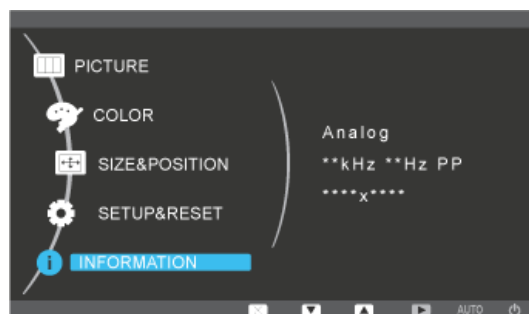 PICTURE
COLOR
SIZE&POSITION
SETUP&RESET
INFORMATION
Analog
**kHz **Hz PP
****x****
AUTO